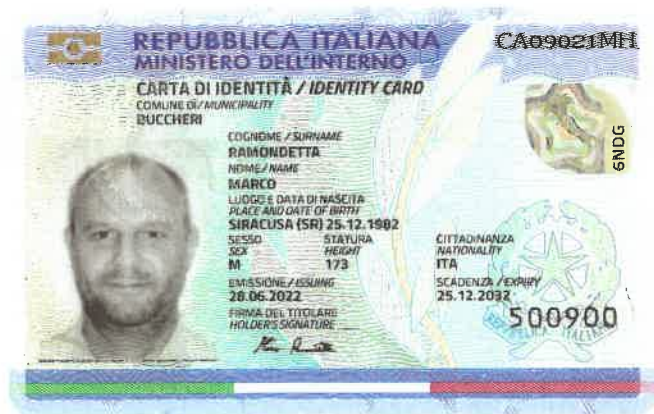 REPUBBLICA ITALIANA
MINISTERO DELL'INTERNO
CA09021MH
CARTA DI IDENTITÀ / IDENTITY CARD
COMUNE DI / MUNICIPALITY
BUCCHERI
6NDG
COGNOME / SURNAME
RAMONDETTA
NOME / NAME
MARCO
LUOGO E DATA DI NASCITA
PLACE AND DATE OF BIRTH
SIRACUSA (SR) 25.12.1982
SESSO STATURA CITTADINANZA
SEX HEIGHT NATIONALITY
M 173 ITA
EMISSIONE / ISSUING SCADENZA / EXPIRY
28.06.2022 25.12.2032
FIRMA DEL TITOLARE
HOLDER'S SIGNATURE
500900